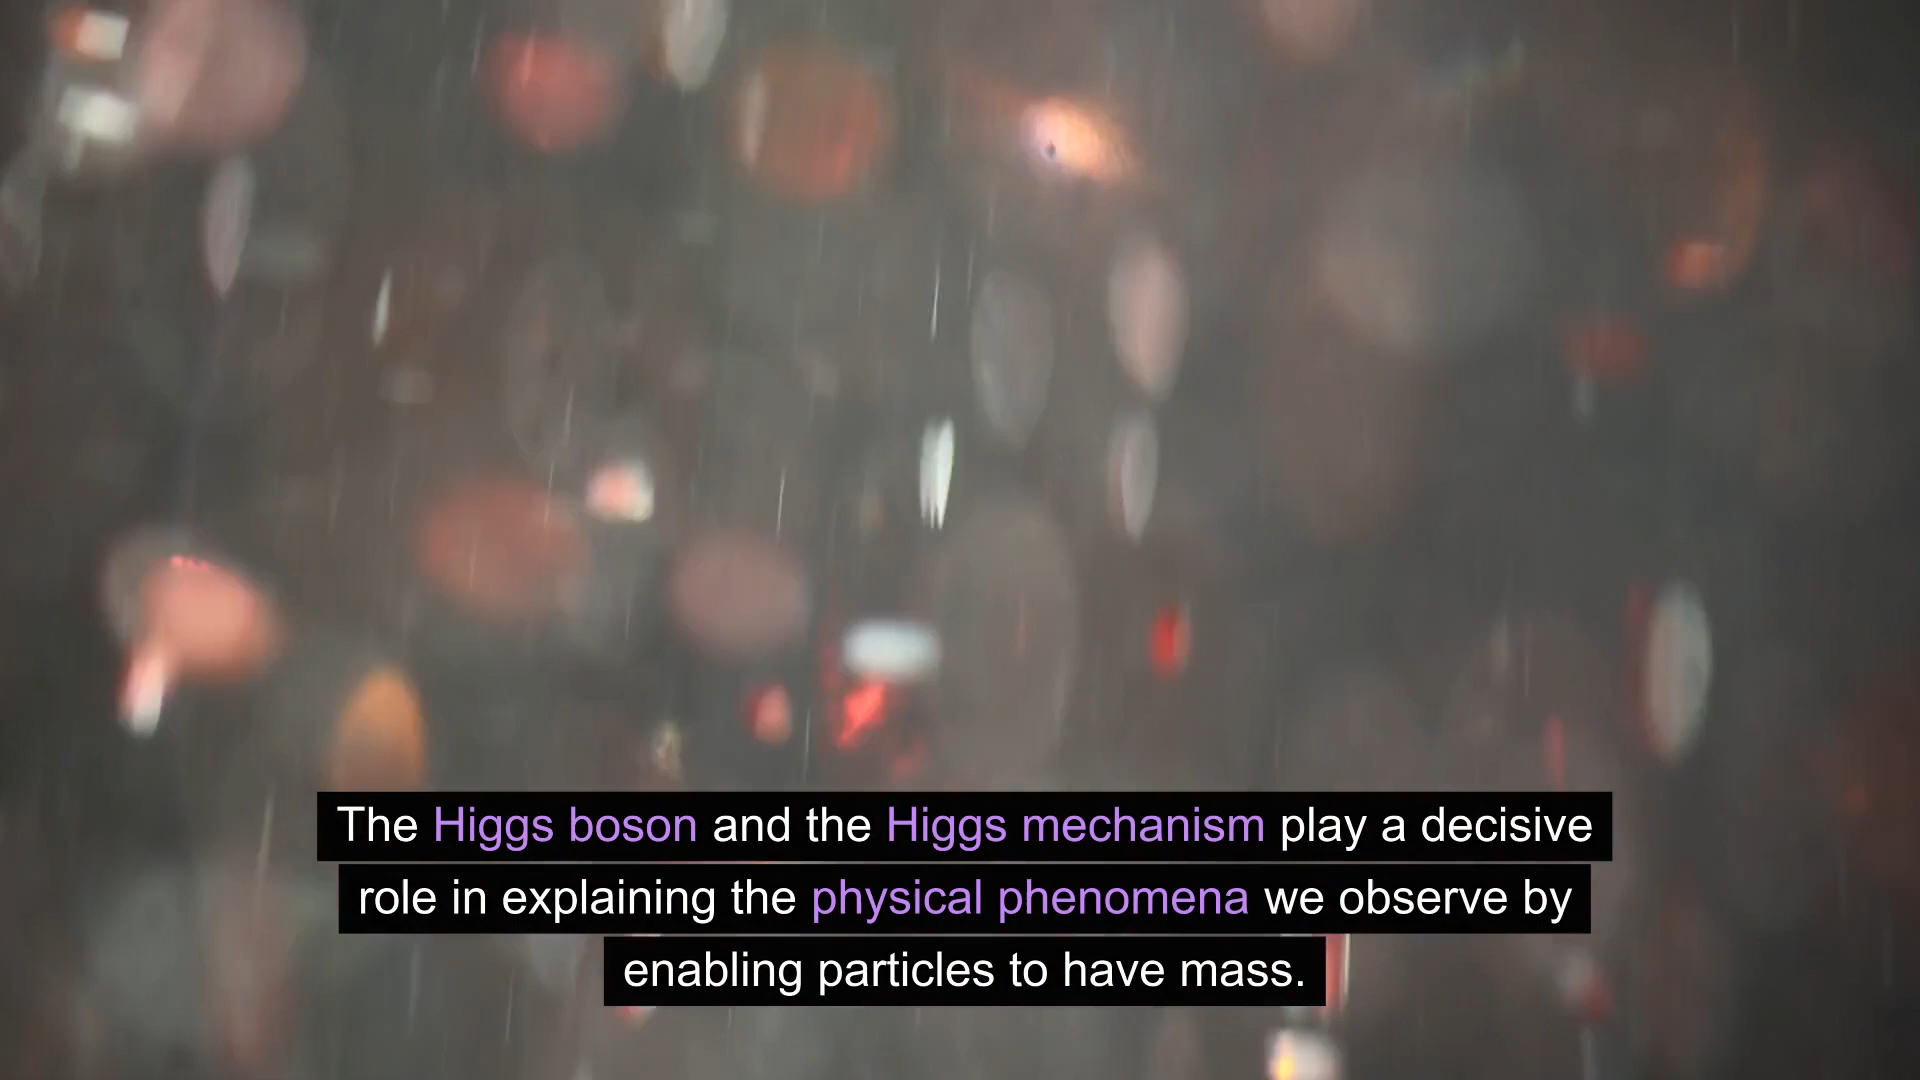 The Higgs boson and the Higgs mechanism play a decisive
role in explaining the physical phenomena we observe by
enabling particles to have mass.